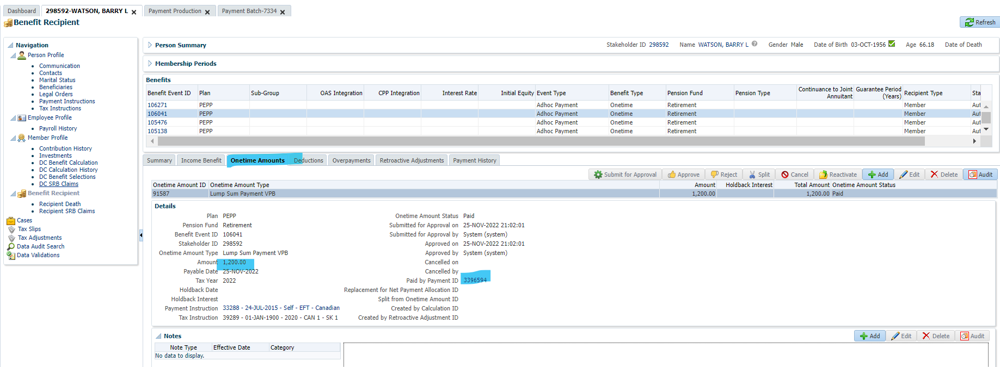 Dashboard 298592-WATSON, BARRY L Payment Production Payment Batch-7334
Benefit Recipient
Refresh
Navigation
Person Profile
Communication
Contacts
Marital Status
Beneficiaries
Legal Orders
Payment Instructions
Tax Instructions
Employee Profile
Payroll History
Member Profile
Contribution History
Investments
DC Benefit Calculation
DC Calculation History
DC Benefit Selections
DC SRB Claims
Benefit Recipient
Recipient Death
Recipient SRB Claims
Cases
Tax Slips
Tax Adjustments
Data Audit Search
Data Validations
Person Summary Stakeholder ID 298592 Name WATSON, BARRY L Gender Male Date of Birth 03-OCT-1956 Age 66.18 Date of Death
Membership Periods
Benefits
Benefit Event ID Plan Sub-Group OAS Integration CPP Integration Interest Rate Initial Equity Event Type Benefit Type Pension Fund Pension Type Continuance to Joint Annuitant Guarantee Period (Years) Recipient Type Sta
106271 PEPP Adhoc Payment Onetime Retirement Member Aut
106041 PEPP Adhoc Payment Onetime Retirement Member Aut
105476 PEPP Adhoc Payment Onetime Retirement Member Aut
105138 PEPP Adhoc Payment Onetime Retirement Member Aut
Summary Income Benefit Onetime Amounts Deductions Overpayments Retroactive Adjustments Payment History
Submit for Approval Approve Reject Split Cancel Reactivate Add Edit Delete Audit
Onetime Amount ID Onetime Amount Type Amount Holdback Interest Total Amount Onetime Amount Status
91587 Lump Sum Payment VPB 1,200.00 1,200.00 Paid
Details
Plan PEPP Onetime Amount Status Paid
Pension Fund Retirement Submitted for Approval on 25-NOV-2022 21:02:01
Benefit Event ID 106041 Submitted for Approval by System (system)
Stakeholder ID 298592 Approved on 25-NOV-2022 21:02:01
Onetime Amount Type Lump Sum Payment VPB Approved by System (system)
Amount 1,200.00 Cancelled on
Payable Date 25-NOV-2022 Cancelled by
Tax Year 2022 Paid by Payment ID 3396594
Holdback Date Replacement for Net Payment Allocation ID
Holdback Interest Split from Onetime Amount ID
Payment Instruction 33288 - 24-JUL-2015 - Self - EFT - Canadian Created by Calculation ID
Tax Instruction 39289 - 01-JAN-1900 - 2020 - CAN 1 - SK 1 Created by Retroactive Adjustment ID
Notes Add Edit Delete Audit
Note Type Effective Date Category
No data to display.